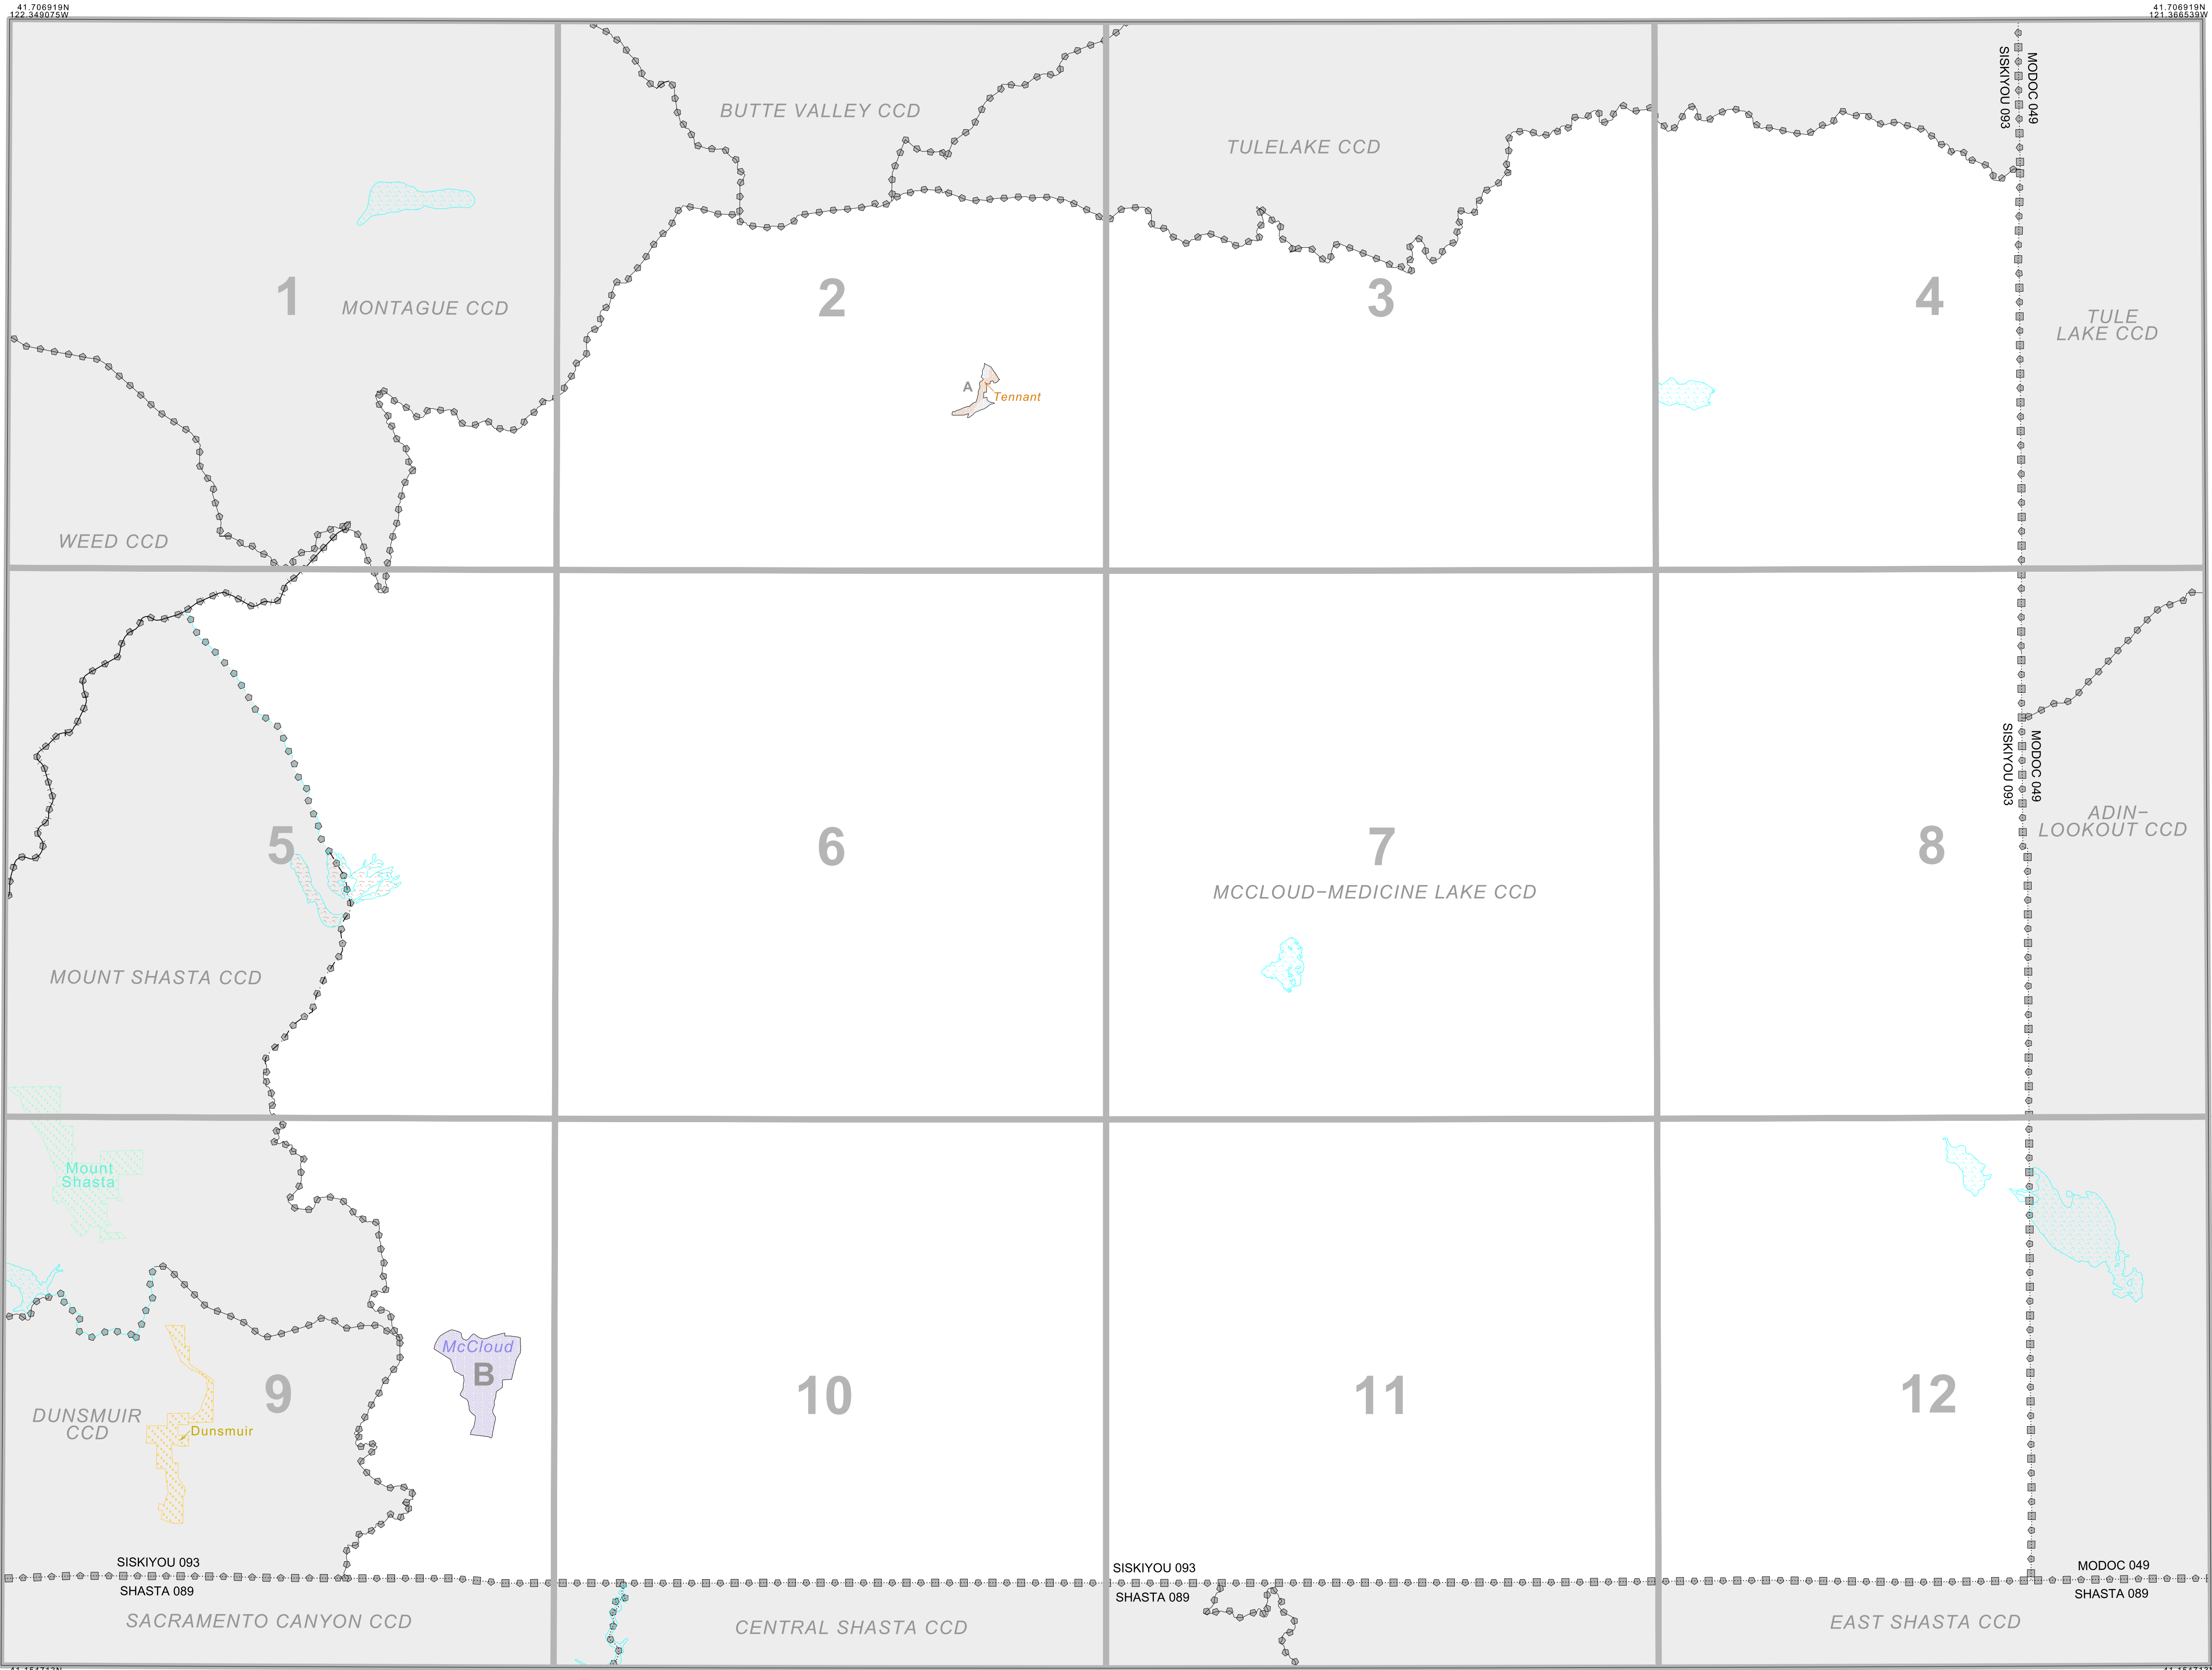 41.706919N
122.349075W
41.706919N
121.366539W
BUTTE VALLEY CCD
TULELAKE CCD
SISKIYOU 093
MODOC 049
1
MONTAGUE CCD
2
3
4
TULE
LAKE CCD
A
Tennant
WEED CCD
SISKIYOU 093
MODOC 049
5
6
7
8
ADIN-
LOOKOUT CCD
MCCLOUD-MEDICINE LAKE CCD
MOUNT SHASTA CCD
Mount
Shasta
McCloud
B
9
10
11
12
DUNSMUIR
CCD
Dunsmuir
SISKIYOU 093
SHASTA 089
SISKIYOU 093
SHASTA 089
MODOC 049
SHASTA 089
SACRAMENTO CANYON CCD
CENTRAL SHASTA CCD
EAST SHASTA CCD